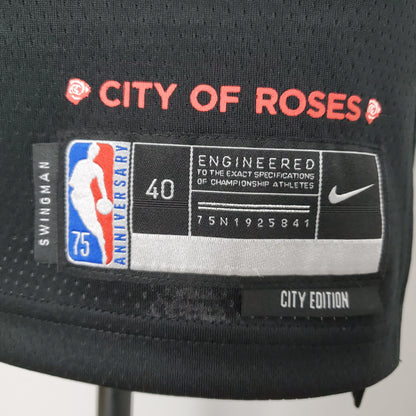 CITY OF ROSES
SWINGMAN
75
ANNIVERSARY
40
ENGINEERED
TO THE EXACT SPECIFICATIONS
OF CHAMPIONSHIP ATHLETES
75N1925841
CITY EDITION